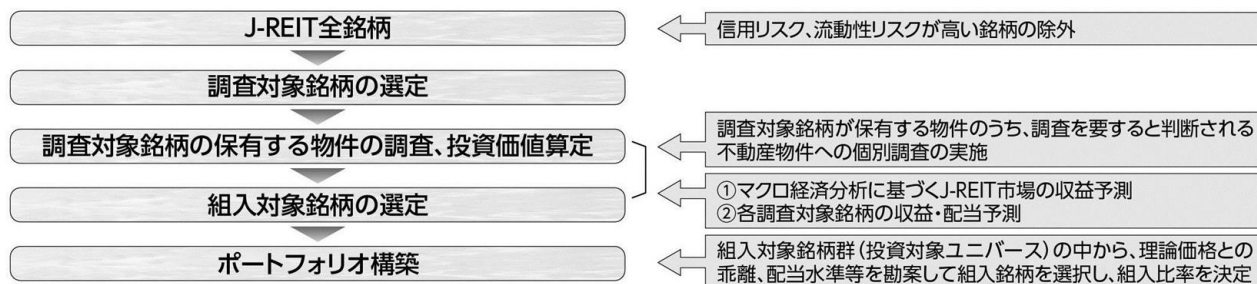 J-REIT全銘柄
信用リスク、流動性リスクが高い銘柄の除外
調査対象銘柄の選定
調査対象銘柄の保有する物件の調査、投資価値算定
調査対象銘柄が保有する物件のうち、調査を要すると判断される
不動産物件への個別調査の実施
組入対象銘柄の選定
①マクロ経済分析に基づくJ-REIT市場の収益予測
②各調査対象銘柄の収益・配当予測
ポートフォリオ構築
組入対象銘柄群（投資対象ユニバース）の中から、理論価格との
乖離、配当水準等を勘案して組入銘柄を選択し、組入比率を決定